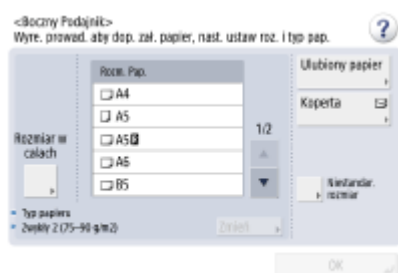 <Boczny Podajnik>
Wyre. prowad. aby dop. zał. papier, nast. ustaw roz. i typ pap.
?
Rozm. Pap.
A4
A5
A5R
A6
B5
Rozmiar w
calach
1/2
Ulubiony papier
Koperta
Niestandar.
rozmiar
Typ papieru
Zwykły 2 (75-90 g/m2)
Zmień
OK